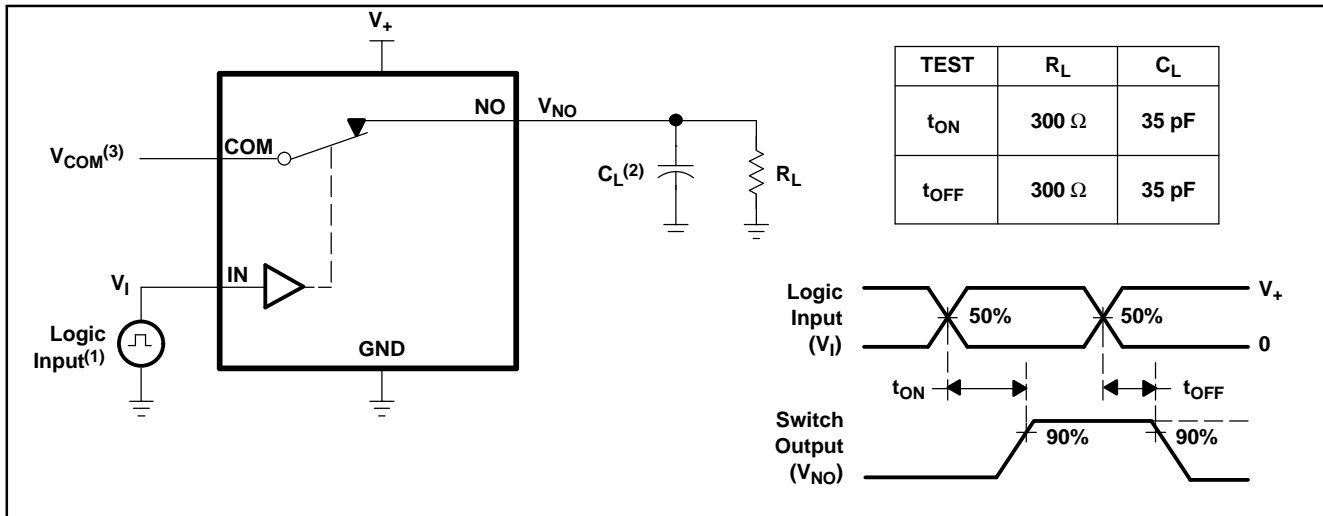 V+
NO
VNO
COM
VCOM(3)
CL(2)
RL
VI
IN
Logic
Input(1)
GND
TEST RL CL
tON 300 Ω 35 pF
tOFF 300 Ω 35 pF
Logic
Input
(VI)
50%
50%
V+
0
tON
tOFF
Switch
Output
(VNO)
90%
90%